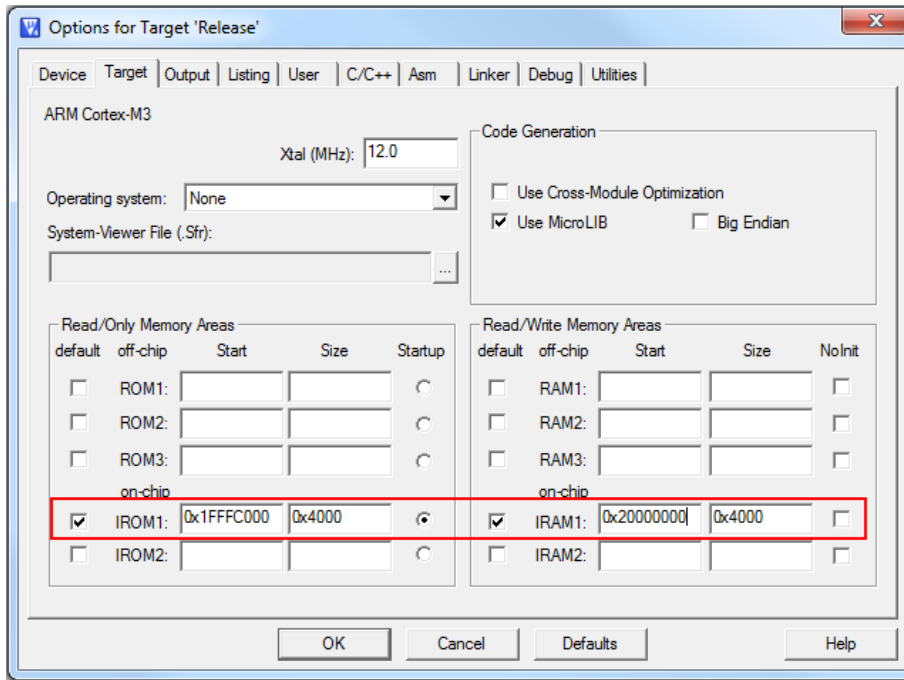 Options for Target 'Release'
Device Target Output Listing User C/C++ Asm Linker Debug Utilities
ARM Cortex-M3
Xtal (MHz): 12.0
Operating system: None
System-Viewer File (.Sfr):
...
Code Generation
Use Cross-Module Optimization
Use MicroLIB Big Endian
Read/Only Memory Areas
default off-chip Start Size Startup
ROM1:
ROM2:
ROM3:
on-chip
IROM1: 0x1FFFC000 0x4000
IROM2:
Read/Write Memory Areas
default off-chip Start Size NoInit
RAM1:
RAM2:
RAM3:
on-chip
IRAM1: 0x20000000 0x4000
IRAM2:
OK Cancel Defaults Help